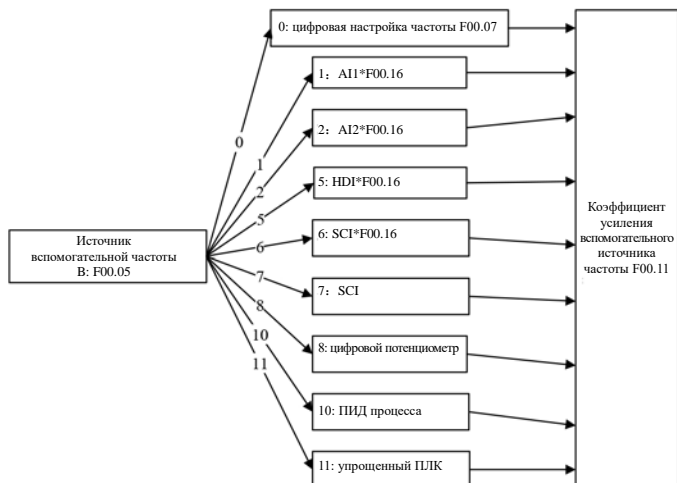 0: цифровая настройка частоты F00.07
1：AI1*F00.16
2：AI2*F00.16
5: HDI*F00.16
6: SCI*F00.16
7：SCI
8: цифровой потенциометр
10: ПИД процесса
11: упрощенный ПЛК
0
1
2
5
6
7
8
10
11
Источник
вспомогательной частоты
B: F00.05
Коэффициент
усиления
вспомогательного
источника
частоты F00.11